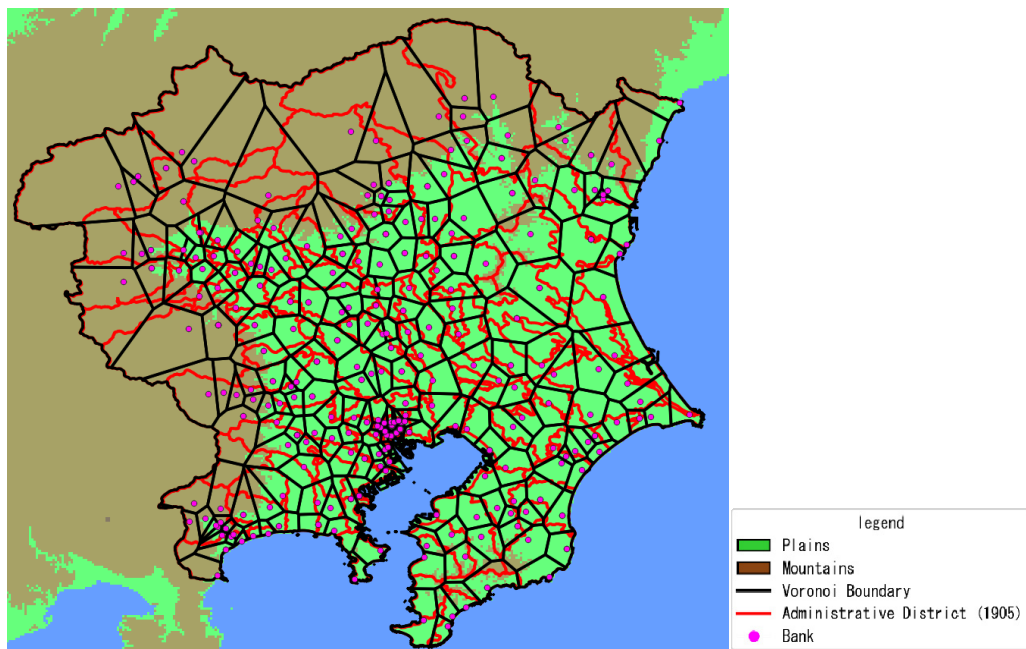 legend
Plains
Mountains
Voronoi Boundary
Administrative District (1905)
Bank